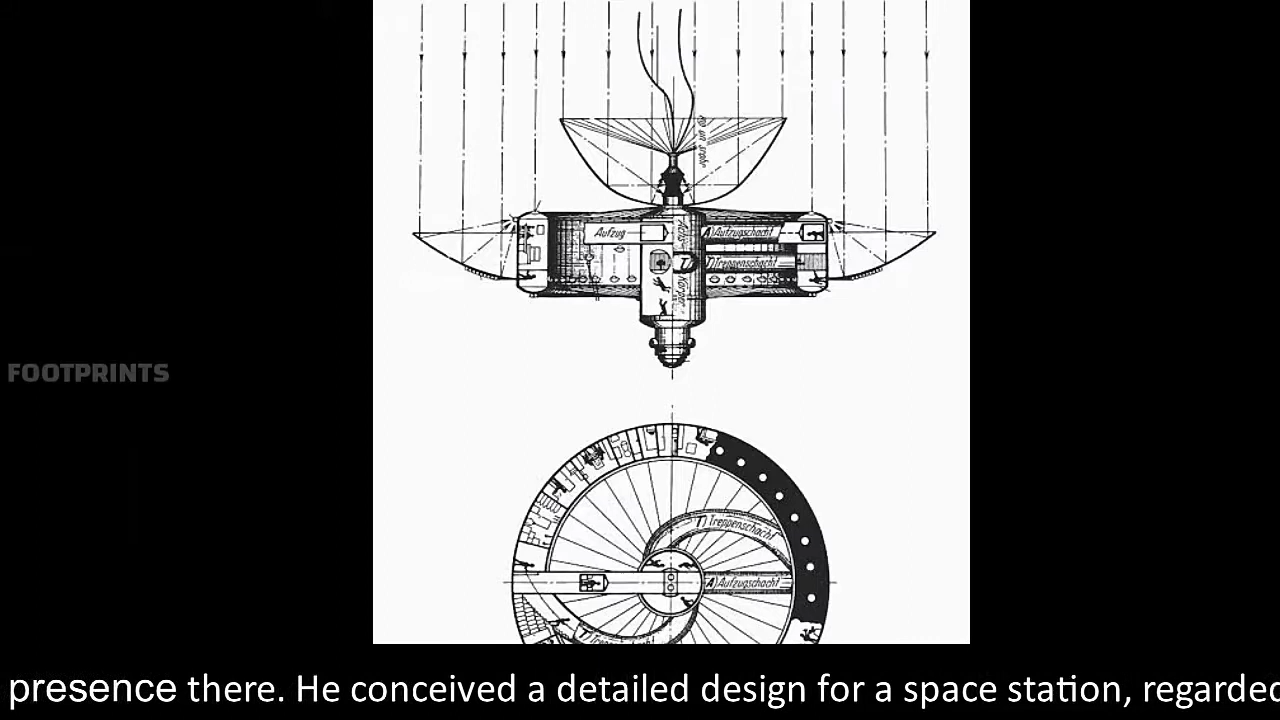 Aufzug
A) Aufzugschacht
T) Treppenschacht
FOOTPRINTS
T) Treppenschacht
A) Aufzugschacht
presence there. He conceived a detailed design for a space station, regarded